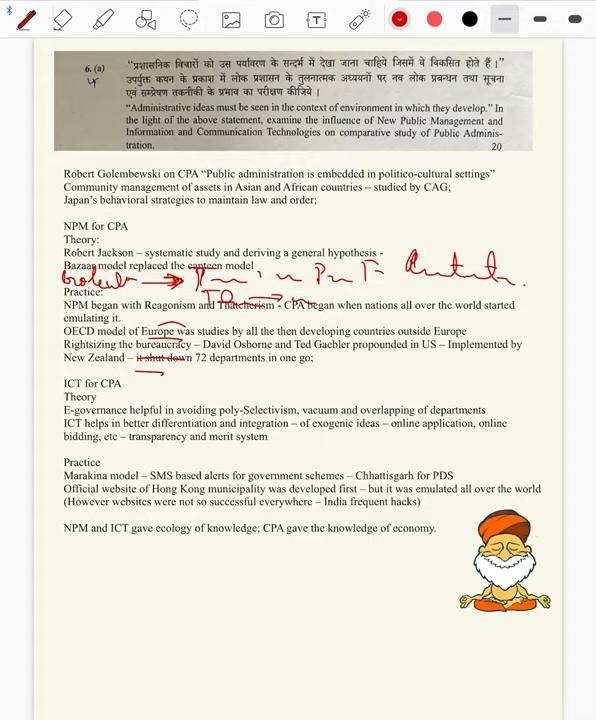 6. (a) "प्रशासनिक विचारों को उस पर्यावरण के सन्दर्भ में देखा जाना चाहिये जिसमें वे विकसित होते हैं।"
उपर्युक्त कथन के प्रकाश में लोक प्रशासन के तुलनात्मक अध्ययनों पर नव लोक प्रबन्धन तथा सूचना
एवं सम्प्रेषण तकनीकी के प्रभाव का परीक्षण कीजिये।
"Administrative ideas must be seen in the context of environment in which they develop." In
the light of the above statement, examine the influence of New Public Management and
Information and Communication Technologies on comparative study of Public Adminis-
tration. 20
Robert Golembewski on CPA "Public administration is embedded in politico-cultural settings"
Community management of assets in Asian and African countries – studied by CAG;
Japan's behavioral strategies to maintain law and order;
NPM for CPA
Theory:
Robert Jackson – systematic study and deriving a general hypothesis -
Bazaar model replaced the canteen model
Practice:
NPM began with Reagonism and Thatcherism - CPA began when nations all over the world started
emulating it.
OECD model of Europe was studies by all the then developing countries outside Europe
Rightsizing the bureaucracy – David Osborne and Ted Gaebler propounded in US – Implemented by
New Zealand – it shut down 72 departments in one go;
ICT for CPA
Theory
E-governance helpful in avoiding poly-Selectivism, vacuum and overlapping of departments
ICT helps in better differentiation and integration – of exogenic ideas – online application, online
bidding, etc – transparency and merit system
Practice
Marakina model – SMS based alerts for government schemes – Chhattisgarh for PDS
Official website of Hong Kong municipality was developed first – but it was emulated all over the world
(However websites were not so successful everywhere – India frequent hacks)
NPM and ICT gave ecology of knowledge; CPA gave the knowledge of economy.